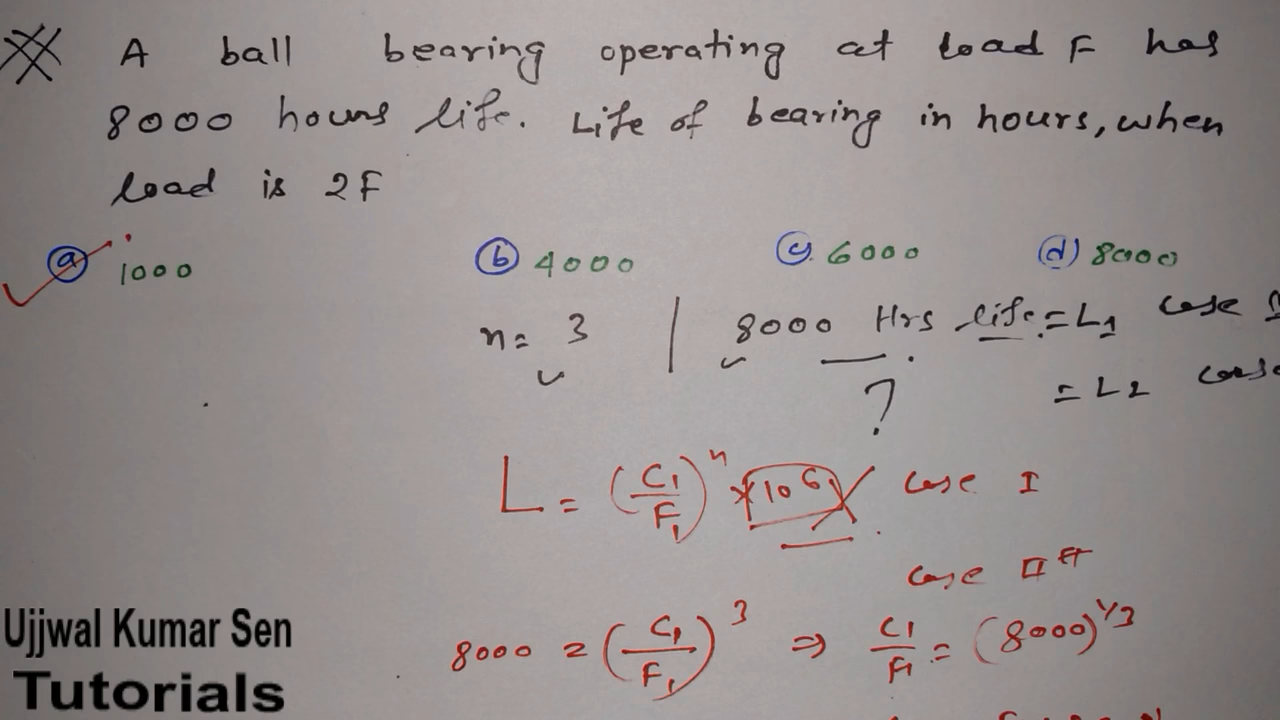 A ball bearing operating at load F has
8000 hours life. Life of bearing in hours, when
load is 2F
(a) 1000 (b) 4000 (c) 6000 (d) 8000
n = 3 | 8000 Hrs life = L1 case
? = L2 case
L = (C1/F1)^n × 10^6 case I
case II
8000 = (C1/F1)^3 ⇒ C1/F1 = (8000)^1/3
Ujjwal Kumar Sen
Tutorials